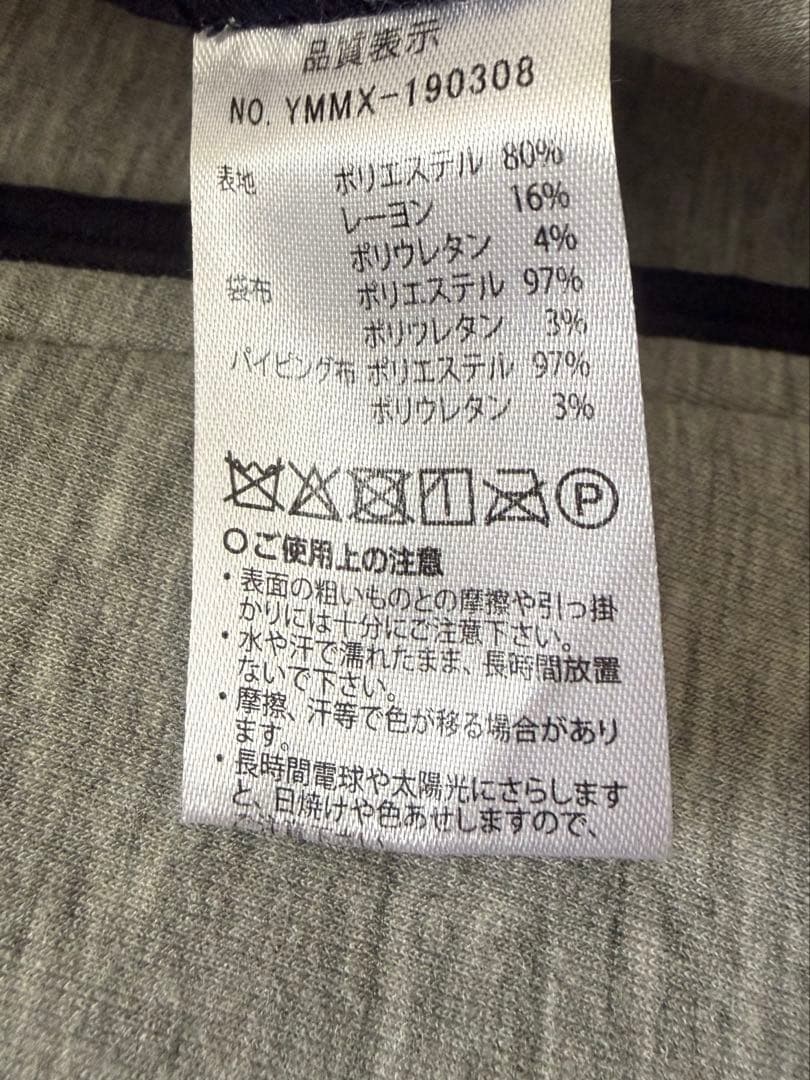 品質表示
NO. YMMX-190308
表地 ポリエステル 80%
レーヨン 16%
ポリウレタン 4%
袋布 ポリエステル 97%
ポリウレタン 3%
パイピング布 ポリエステル 97%
ポリウレタン 3%
P
○ご使用上の注意
・表面の粗いものとの摩擦や引っ掛
かりには十分にご注意下さい。
・水や汗で濡れたまま、長時間放置
ないで下さい。
・摩擦、汗等で色が移る場合があり
ます。
・長時間電球や太陽光にさらします
と、日焼けや色あせしますので、